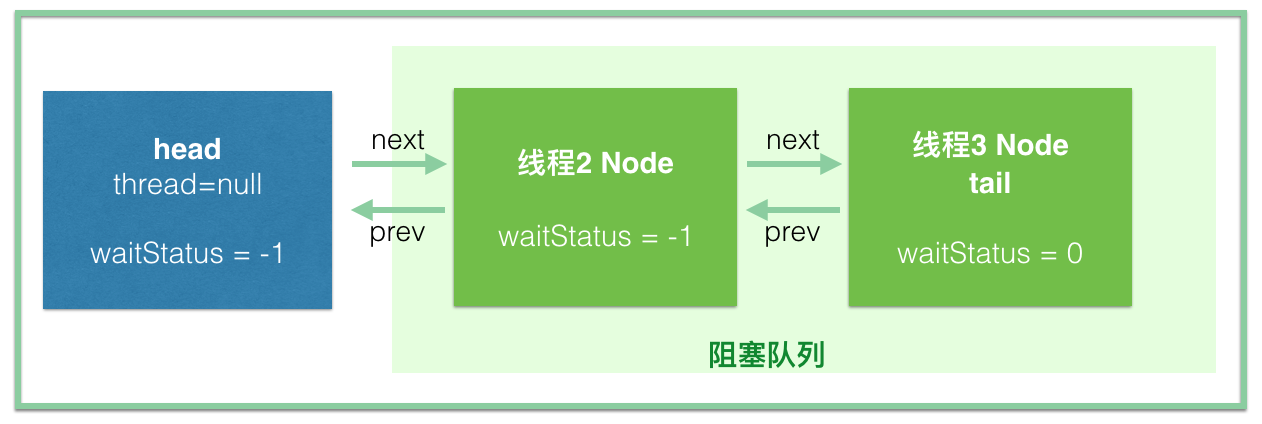 head
thread=null
waitStatus = -1
next
prev
线程2 Node
waitStatus = -1
next
prev
线程3 Node
tail
waitStatus = 0
阻塞队列